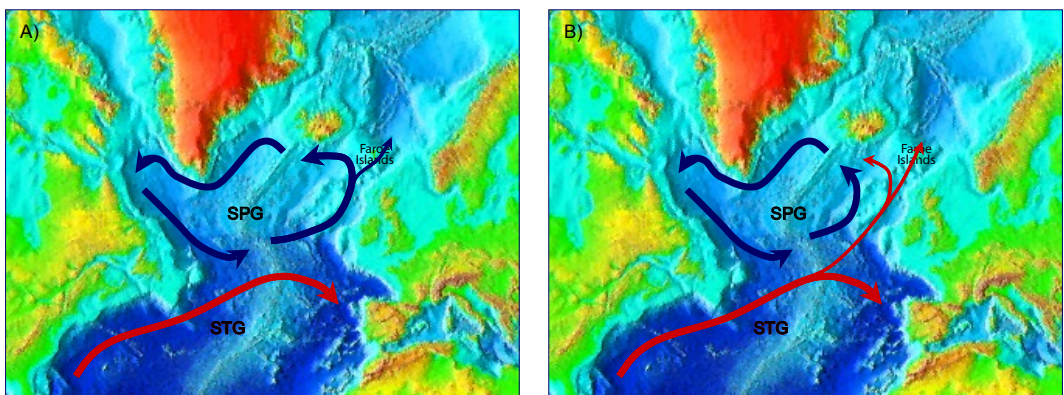 A)
Faroe
Islands
SPG
STG
B)
Faroe
Islands
SPG
STG